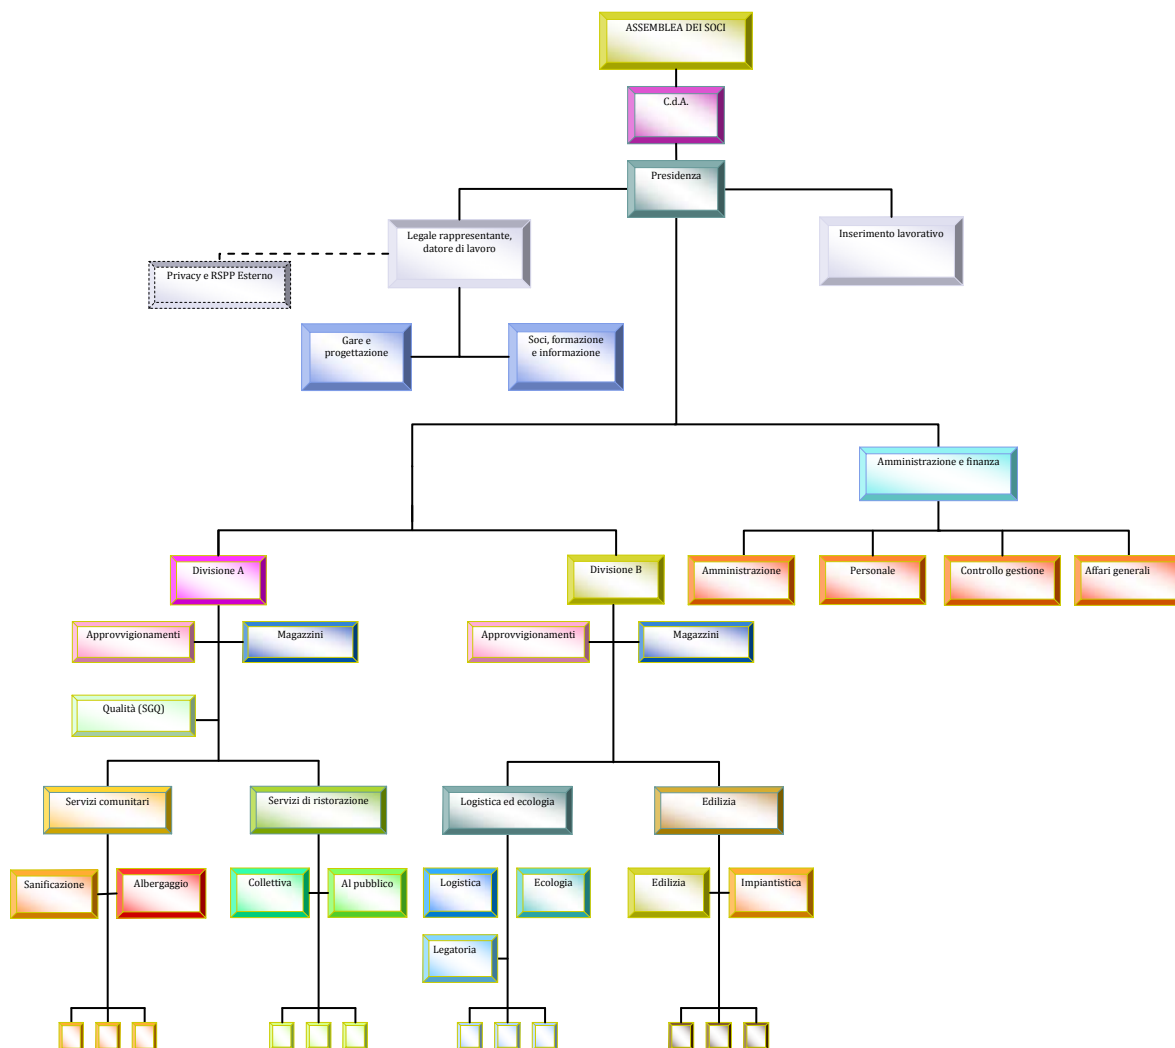 ASSEMBLEA DEI SOCI
C.d.A.
Presidenza
Legale rappresentante,
datore di lavoro
Inserimento lavorativo
Privacy e RSPP Esterno
Gare e
progettazione
Soci, formazione
e informazione
Amministrazione e finanza
Divisione A
Divisione B
Amministrazione
Personale
Controllo gestione
Affari generali
Approvvigionamenti
Magazzini
Approvvigionamenti
Magazzini
Qualità (SGQ)
Servizi comunitari
Servizi di ristorazione
Logistica ed ecologia
Edilizia
Sanificazione
Albergaggio
Collettiva
Al pubblico
Logistica
Ecologia
Edilizia
Impiantistica
Legatoria